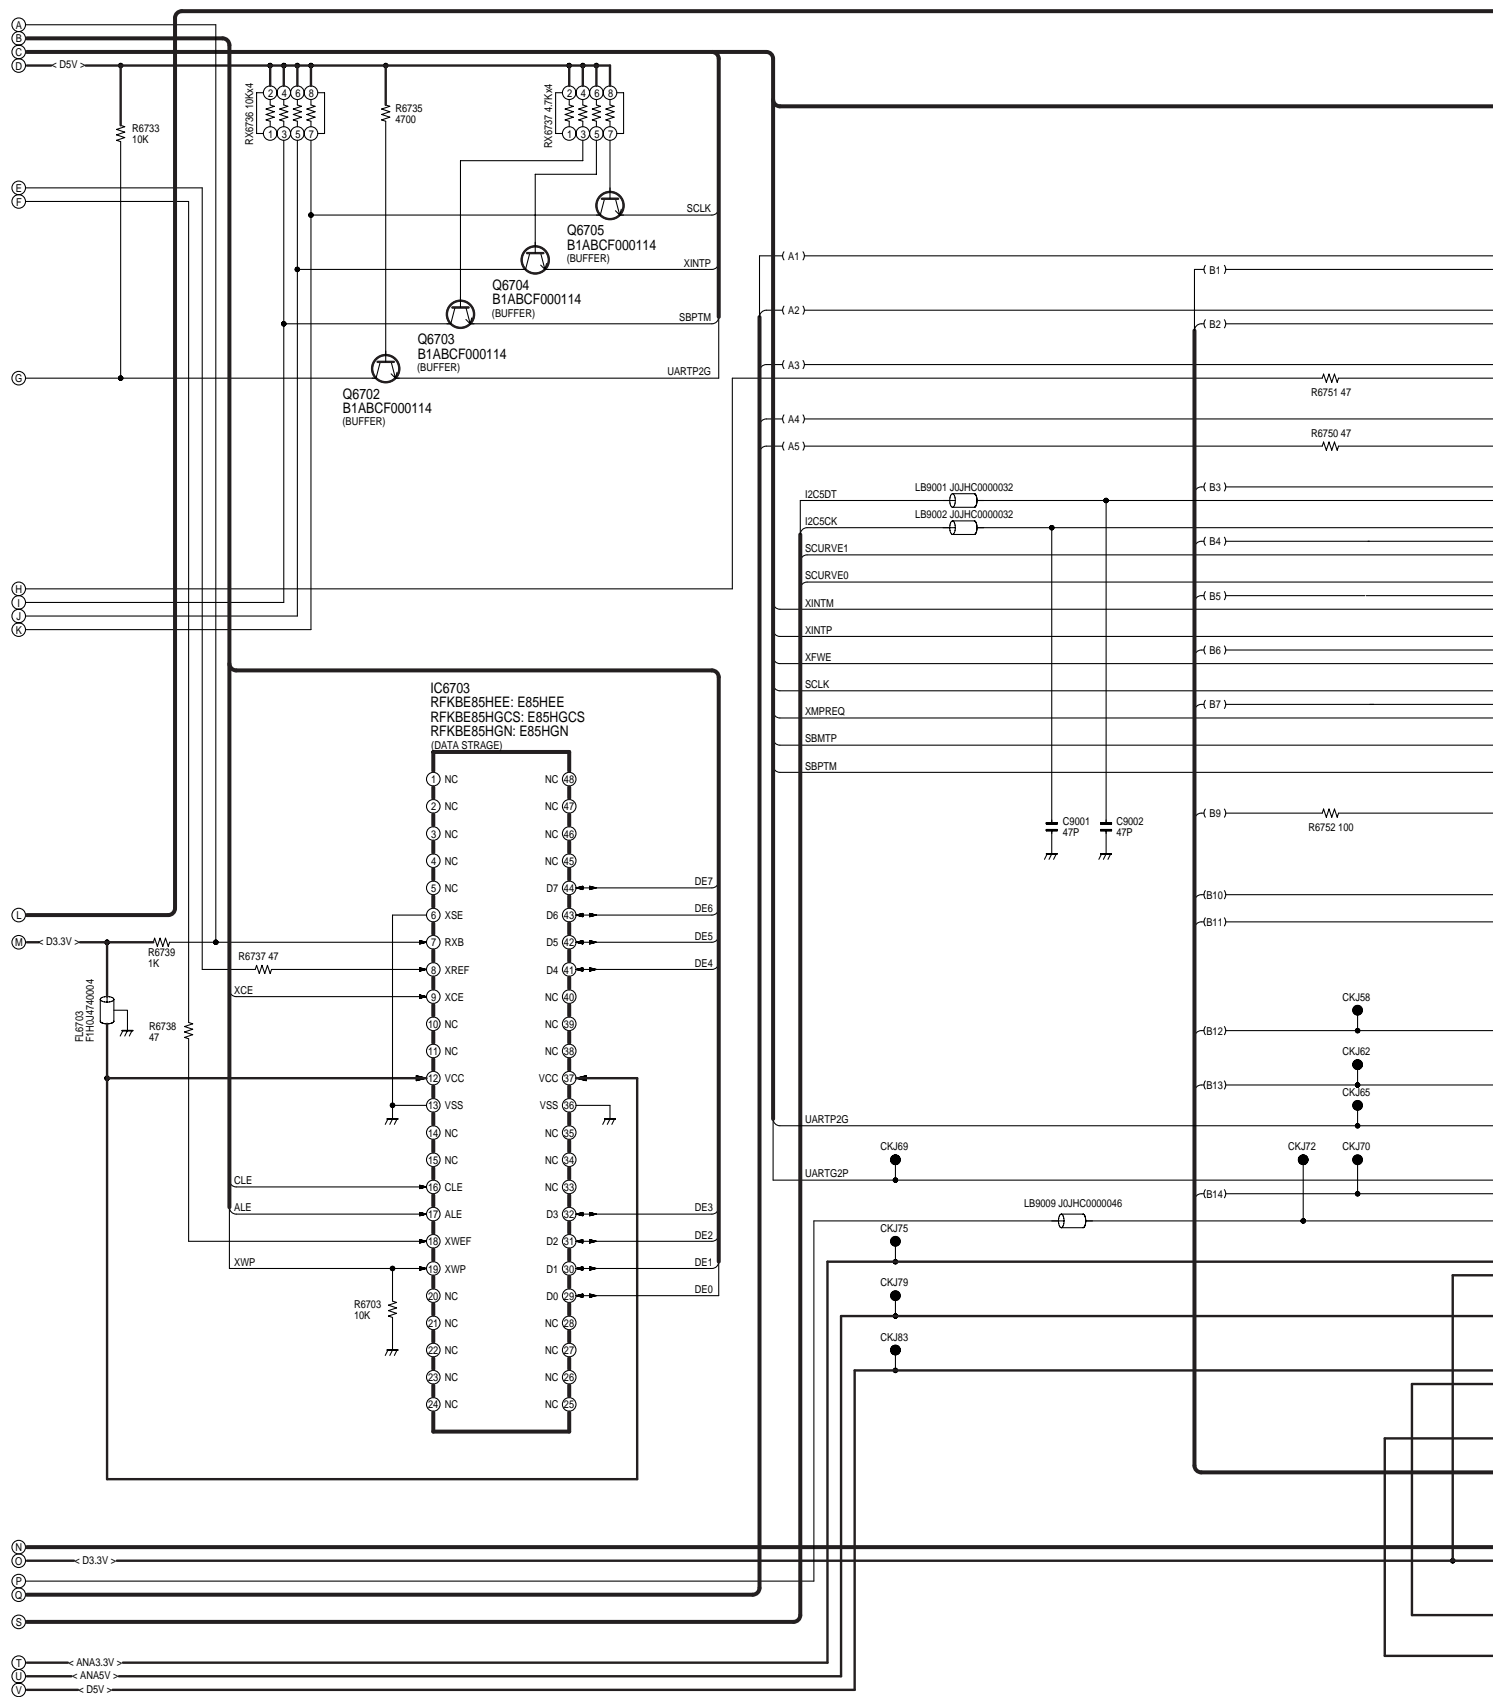 A
B
C
D < D5V >
R6733
10K
RX6736 10Kx4
2 4 6 8
1 3 5 7
R6735
4700
RX6737 4.7Kx4
2 4 6 8
1 3 5 7
E
F
SCLK
Q6705
B1ABCF000114
(BUFFER)
XINTP
Q6704
B1ABCF000114
(BUFFER)
SBPTM
Q6703
B1ABCF000114
(BUFFER)
G
UARTP2G
Q6702
B1ABCF000114
(BUFFER)
( A1 )
( B1 )
( A2 )
( B2 )
( A3 )
R6751 47
( A4 )
R6750 47
( A5 )
( B3 )
I2C5DT
LB9001 J0JHC0000032
I2C5CK
LB9002 J0JHC0000032
( B4 )
SCURVE1
SCURVE0
( B5 )
XINTM
XINTP
( B6 )
XFWE
SCLK
( B7 )
XMPREQ
SBMTP
SBPTM
H
I
J
K
C9001
47P
C9002
47P
( B9 )
R6752 100
IC6703
RFKBE85HEE: E85HEE
RFKBE85HGCS: E85HGCS
RFKBE85HGN: E85HGN
(DATA STRAGE)
1 NC NC 48
2 NC NC 47
3 NC NC 46
4 NC NC 45
5 NC D7 44 DE7
6 XSE D6 43 DE6
7 RXB D5 42 DE5
8 XREF D4 41 DE4
9 XCE NC 40
10 NC NC 39
11 NC NC 38
12 VCC VCC 37
13 VSS VSS 36
14 NC NC 35
15 NC NC 34
16 CLE NC 33
17 ALE D3 32 DE3
18 XWEF D2 31 DE2
19 XWP D1 30 DE1
20 NC D0 29 DE0
21 NC NC 28
22 NC NC 27
23 NC NC 26
24 NC NC 25
L
M < D3.3V >
R6739
1K
R6737 47
XCE
FL6703
F1H0J4740004
R6738
47
CLE
ALE
XWP
R6703
10K
(B10)
(B11)
CKJ58
(B12)
CKJ62
(B13)
CKJ65
UARTP2G
CKJ69
CKJ72
CKJ70
UARTG2P
(B14)
LB9009 J0JHC0000046
CKJ75
CKJ79
CKJ83
N
O < D3.3V >
P
Q
S
T < ANA3.3V >
U < ANA5V >
V < D5V >